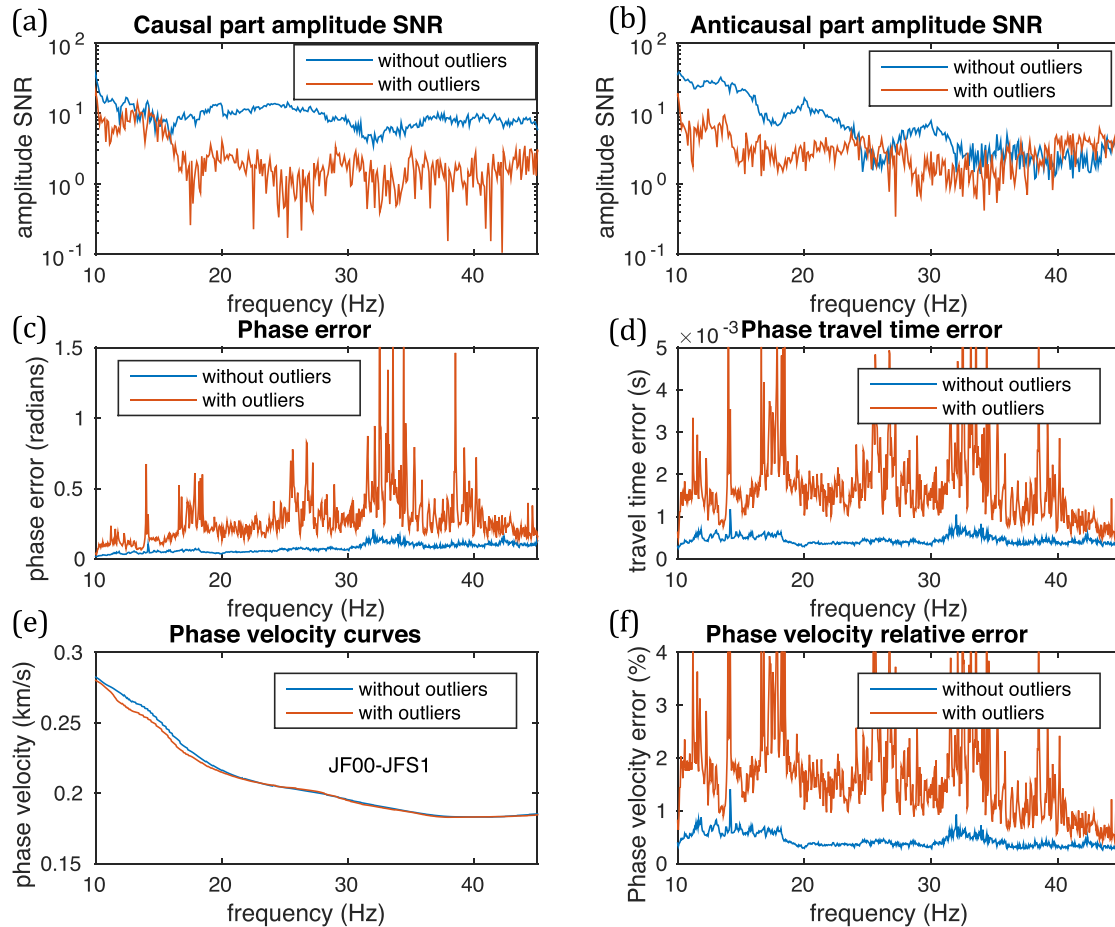 (a)
Causal part amplitude SNR
amplitude SNR
10^2
10^1
10^0
10^-1
without outliers
with outliers
10 20 30 40
frequency (Hz)
(b)
Anticausal part amplitude SNR
amplitude SNR
10^2
10^1
10^0
10^-1
without outliers
with outliers
10 20 30 40
frequency (Hz)
(c)
Phase error
phase error (radians)
1.5
1
0.5
0
without outliers
with outliers
10 20 30 40
frequency (Hz)
(d)
× 10^-3 Phase travel time error
travel time error (s)
5
4
3
2
1
0
without outliers
with outliers
10 20 30 40
frequency (Hz)
(e)
Phase velocity curves
phase velocity (km/s)
0.3
0.25
0.2
0.15
without outliers
with outliers
JF00-JFS1
10 20 30 40
frequency (Hz)
(f)
Phase velocity relative error
Phase velocity error (%)
4
3
2
1
0
without outliers
with outliers
10 20 30 40
frequency (Hz)